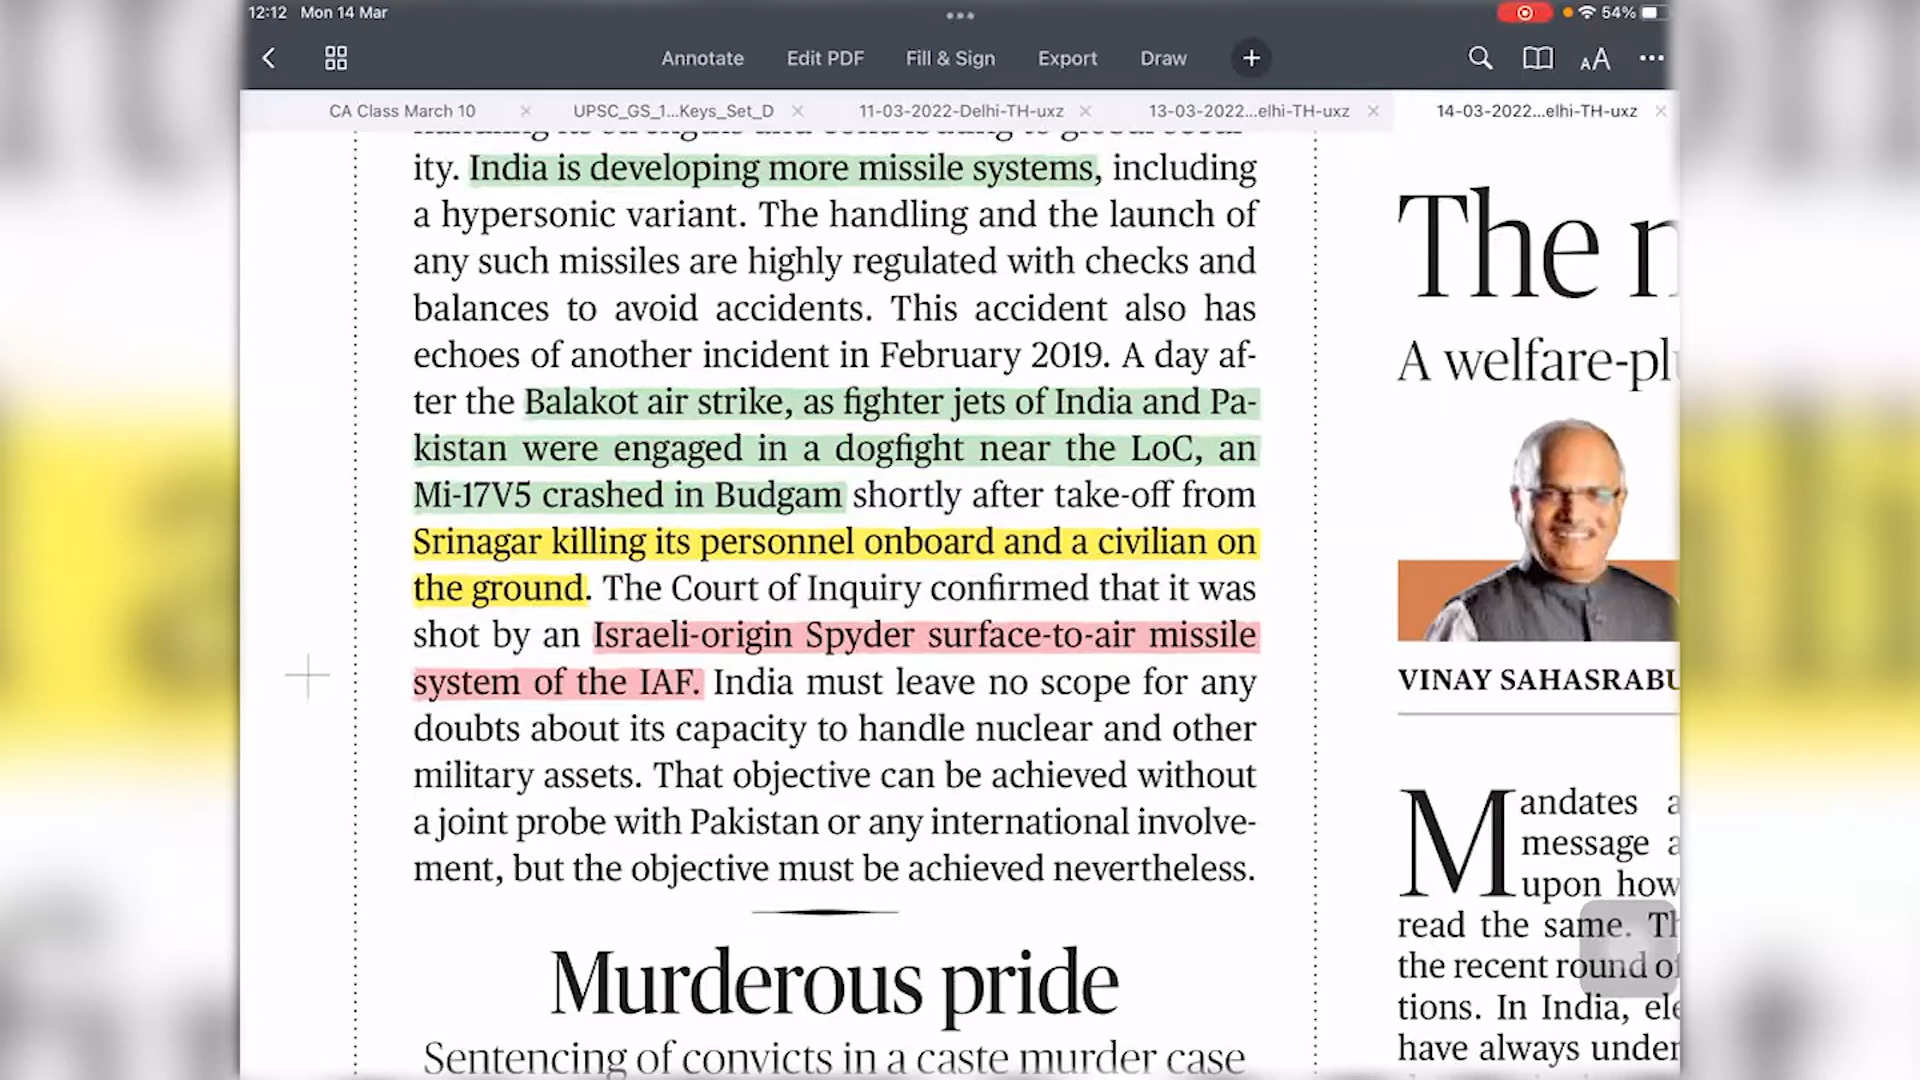 12:12 Mon 14 Mar
54%
Annotate Edit PDF Fill & Sign Export Draw
AA
CA Class March 10
UPSC_GS_1...Keys_Set_D
11-03-2022-Delhi-TH-uxz
13-03-2022...elhi-TH-uxz
14-03-2022...elhi-TH-uxz
ity. India is developing more missile systems, including
a hypersonic variant. The handling and the launch of
any such missiles are highly regulated with checks and
balances to avoid accidents. This accident also has
echoes of another incident in February 2019. A day af-
ter the Balakot air strike, as fighter jets of India and Pa-
kistan were engaged in a dogfight near the LoC, an
Mi-17V5 crashed in Budgam shortly after take-off from
Srinagar killing its personnel onboard and a civilian on
the ground. The Court of Inquiry confirmed that it was
shot by an Israeli-origin Spyder surface-to-air missile
system of the IAF. India must leave no scope for any
doubts about its capacity to handle nuclear and other
military assets. That objective can be achieved without
a joint probe with Pakistan or any international involve-
ment, but the objective must be achieved nevertheless.
Murderous pride
Sentencing of convicts in a caste murder case
The
A welfare-pl
VINAY SAHASRABU
Mandates a
message a
upon how
read the same. Th
the recent round of
tions. In India, ele
have always under